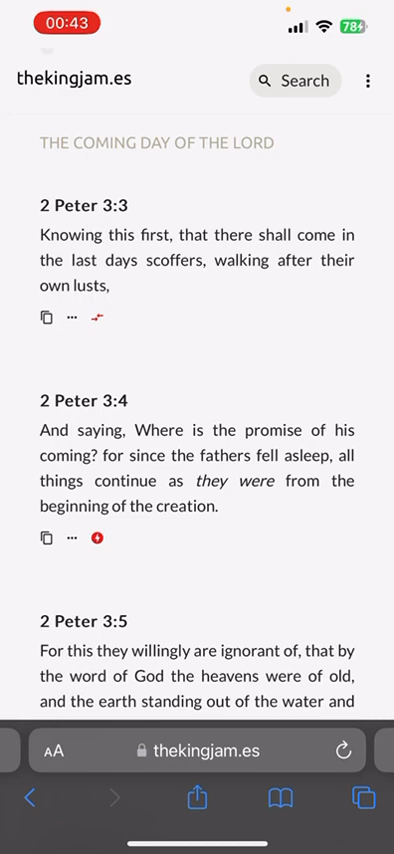 00:43
78
thekingjam.es
Search
THE COMING DAY OF THE LORD
2 Peter 3:3
Knowing this first, that there shall come in
the last days scoffers, walking after their
own lusts,
2 Peter 3:4
And saying, Where is the promise of his
coming? for since the fathers fell asleep, all
things continue as they were from the
beginning of the creation.
2 Peter 3:5
For this they willingly are ignorant of, that by
the word of God the heavens were of old,
and the earth standing out of the water and
AA
thekingjam.es